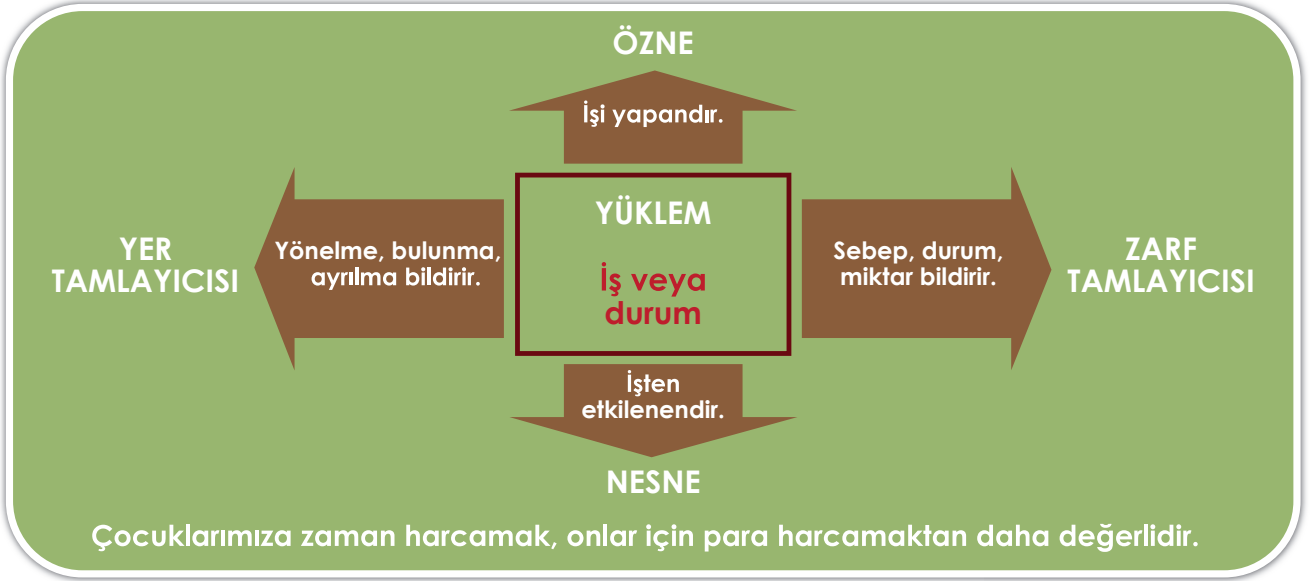 ÖZNE
İşi yapandır.
YER
TAMLAYICISI
Yönelme, bulunma,
ayrılma bildirir.
YÜKLEM
İş veya
durum
Sebep, durum,
miktar bildirir.
ZARF
TAMLAYICISI
İşten
etkilenendir.
NESNE
Çocuklarımıza zaman harcamak, onlar için para harcamaktan daha değerlidir.